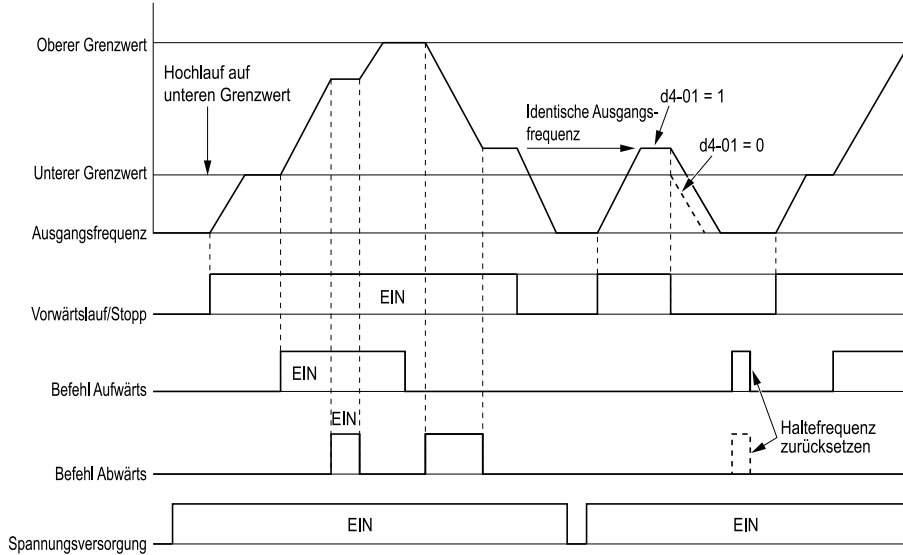 Oberer Grenzwert
Hochlauf auf
unteren Grenzwert
Identische Ausgangs-
frequenz
d4-01 = 1
d4-01 = 0
Unterer Grenzwert
Ausgangsfrequenz
Vorwärtslauf/Stopp
EIN
Befehl Aufwärts
EIN
EIN
Haltefrequenz
zurücksetzen
Befehl Abwärts
Spannungsversorgung
EIN
EIN